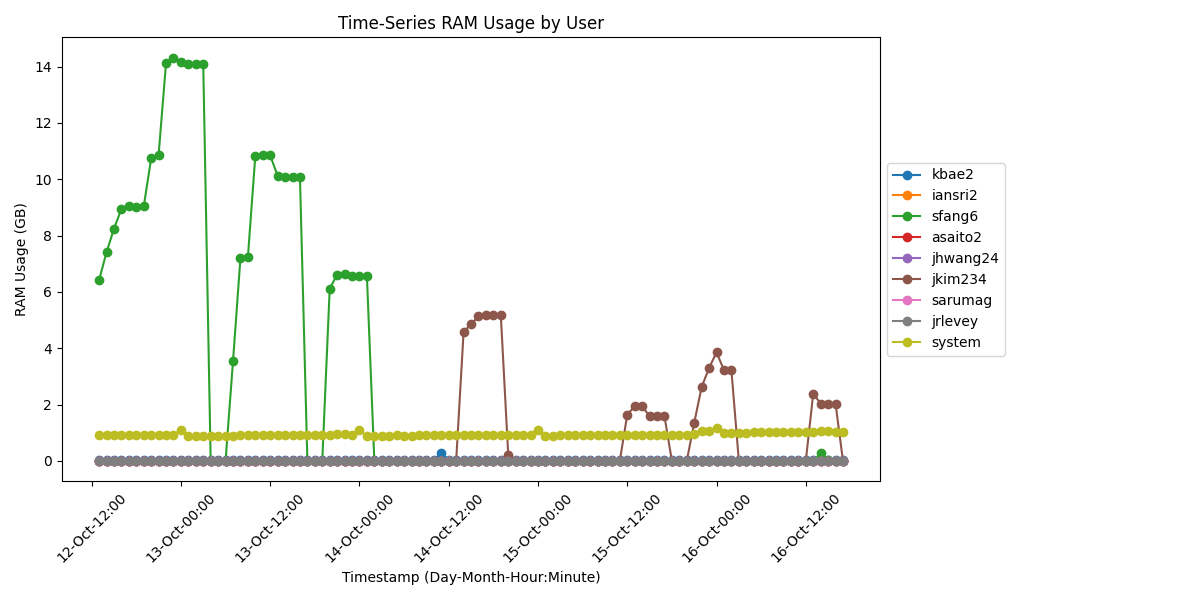 Time-Series RAM Usage by User
RAM Usage (GB)
14
12
10
8
6
4
2
0
12-Oct-12:00
13-Oct-00:00
13-Oct-12:00
14-Oct-00:00
14-Oct-12:00
15-Oct-00:00
15-Oct-12:00
16-Oct-00:00
16-Oct-12:00
Timestamp (Day-Month-Hour:Minute)
kbae2
iansri2
sfang6
asaito2
jhwang24
jkim234
sarumag
jrlevey
system